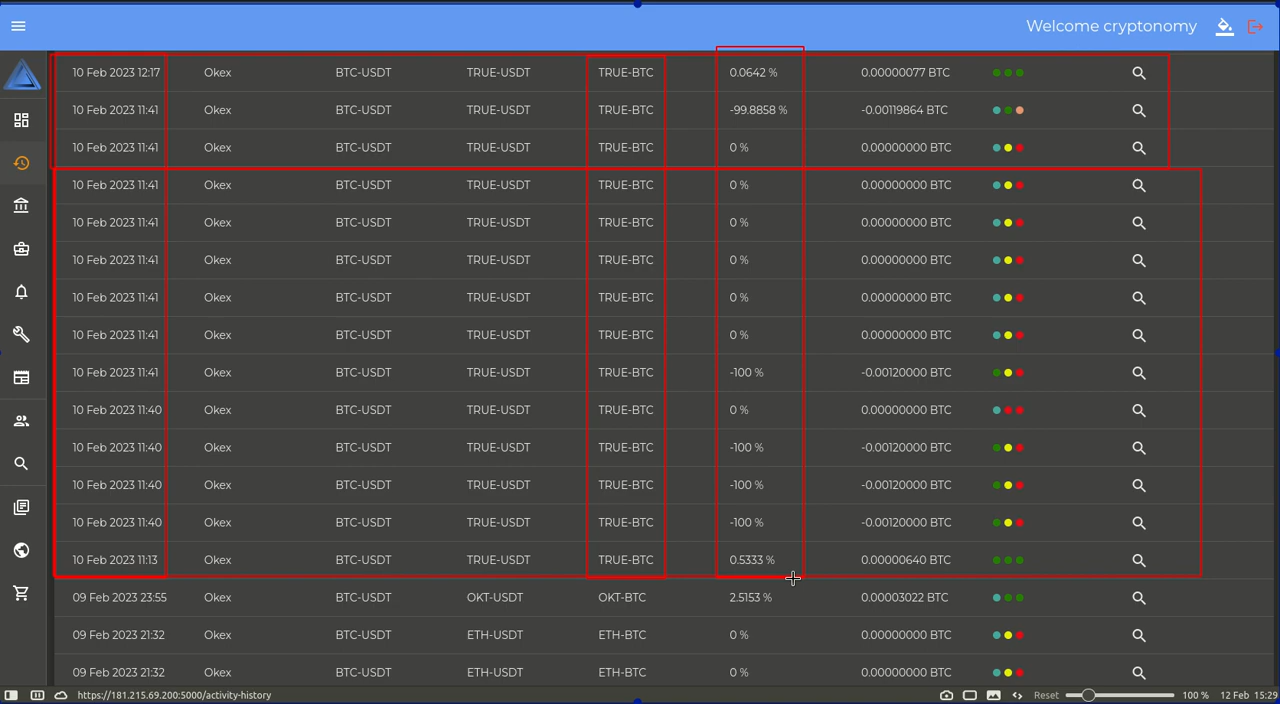 Welcome cryptonomy
10 Feb 2023 12:17 Okex BTC-USDT TRUE-USDT TRUE-BTC 0.0642 % 0.00000077 BTC
10 Feb 2023 11:41 Okex BTC-USDT TRUE-USDT TRUE-BTC -99.8858 % -0.00119864 BTC
10 Feb 2023 11:41 Okex BTC-USDT TRUE-USDT TRUE-BTC 0 % 0.00000000 BTC
10 Feb 2023 11:41 Okex BTC-USDT TRUE-USDT TRUE-BTC 0 % 0.00000000 BTC
10 Feb 2023 11:41 Okex BTC-USDT TRUE-USDT TRUE-BTC 0 % 0.00000000 BTC
10 Feb 2023 11:41 Okex BTC-USDT TRUE-USDT TRUE-BTC 0 % 0.00000000 BTC
10 Feb 2023 11:41 Okex BTC-USDT TRUE-USDT TRUE-BTC 0 % 0.00000000 BTC
10 Feb 2023 11:41 Okex BTC-USDT TRUE-USDT TRUE-BTC 0 % 0.00000000 BTC
10 Feb 2023 11:41 Okex BTC-USDT TRUE-USDT TRUE-BTC -100 % -0.00120000 BTC
10 Feb 2023 11:40 Okex BTC-USDT TRUE-USDT TRUE-BTC 0 % 0.00000000 BTC
10 Feb 2023 11:40 Okex BTC-USDT TRUE-USDT TRUE-BTC -100 % -0.00120000 BTC
10 Feb 2023 11:40 Okex BTC-USDT TRUE-USDT TRUE-BTC -100 % -0.00120000 BTC
10 Feb 2023 11:40 Okex BTC-USDT TRUE-USDT TRUE-BTC -100 % -0.00120000 BTC
10 Feb 2023 11:13 Okex BTC-USDT TRUE-USDT TRUE-BTC 0.5333 % 0.00000640 BTC
09 Feb 2023 23:55 Okex BTC-USDT OKT-USDT OKT-BTC 2.5153 % 0.00003022 BTC
09 Feb 2023 21:32 Okex BTC-USDT ETH-USDT ETH-BTC 0 % 0.00000000 BTC
09 Feb 2023 21:32 Okex BTC-USDT ETH-USDT ETH-BTC 0 % 0.00000000 BTC
https://181.215.69.200:5000/activity-history Reset 100 % 12 Feb 15:29